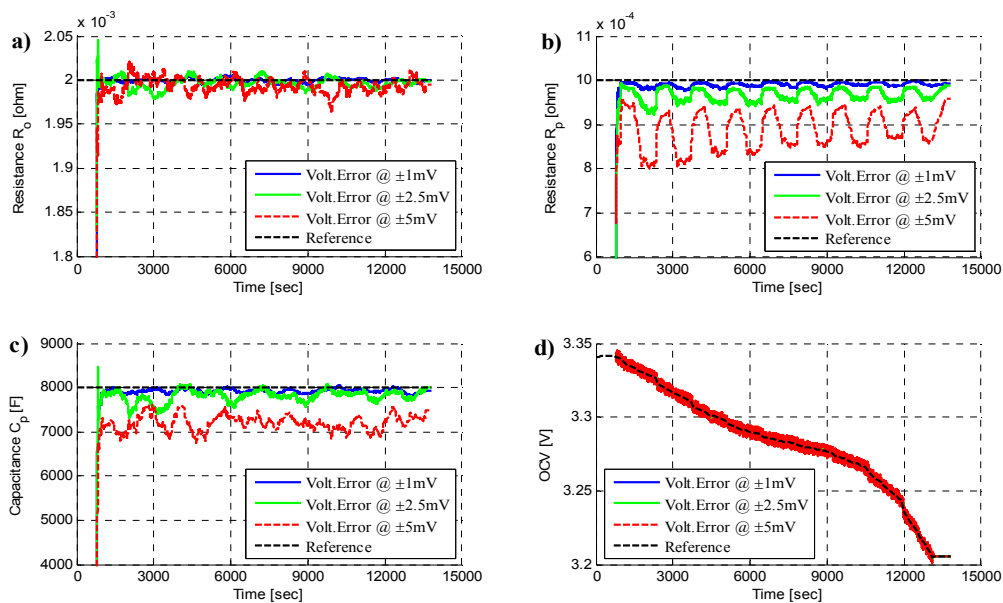 a)
x 10⁻³
2.05
2
1.95
1.9
1.85
1.8
0
3000
6000
9000
12000
15000
Resistance Rₒ [ohm]
Time [sec]
Volt.Error @ ±1mV
Volt.Error @ ±2.5mV
Volt.Error @ ±5mV
Reference
b)
x 10⁻⁴
11
10
9
8
7
6
0
3000
6000
9000
12000
15000
Resistance Rₚ [ohm]
Time [sec]
Volt.Error @ ±1mV
Volt.Error @ ±2.5mV
Volt.Error @ ±5mV
Reference
c)
9000
8000
7000
6000
5000
4000
0
3000
6000
9000
12000
15000
Capacitance Cₚ [F]
Time [sec]
Volt.Error @ ±1mV
Volt.Error @ ±2.5mV
Volt.Error @ ±5mV
Reference
d)
3.35
3.3
3.25
3.2
0
3000
6000
9000
12000
15000
OCV [V]
Time [sec]
Volt.Error @ ±1mV
Volt.Error @ ±2.5mV
Volt.Error @ ±5mV
Reference